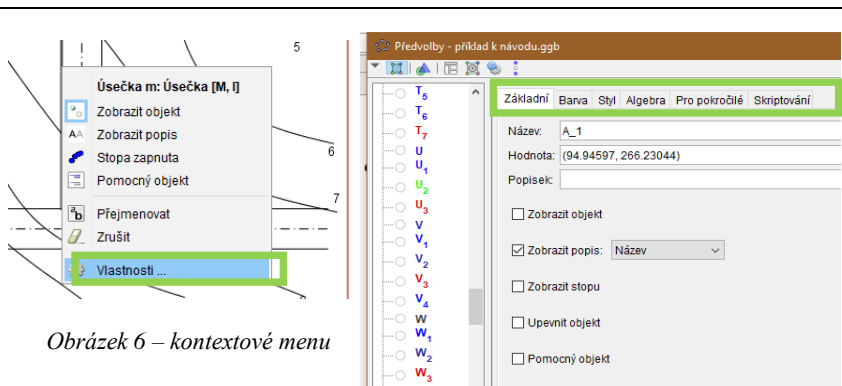 5
6
7
Úsečka m: Úsečka [M, I]
Zobrazit objekt
AA Zobrazit popis
Stopa zapnuta
Pomocný objekt
ab Přejmenovat
Zrušit
Vlastnosti ...
Obrázek 6 – kontextové menu
Předvolby - příklad k návodu.ggb
T5
T6
T7
U
U1
U2
U3
V
V1
V2
V3
V4
W
W1
W2
W3
Základní Barva Styl Algebra Pro pokročilé Skriptování
Název: A_1
Hodnota: (94.94597, 266.23044)
Popisek:
Zobrazit objekt
Zobrazit popis: Název
Zobrazit stopu
Upevnit objekt
Pomocný objekt